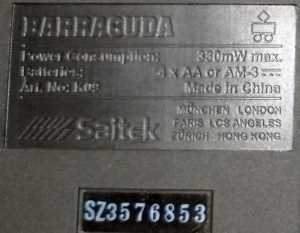 BARRACUDA
Power Consumption: 330mW max.
Batteries: 4 x AA or AM-3
Art. No: K09 Made in China
Saitek
MÜNCHEN LONDON
PARIS LOS ANGELES
ZÜRICH HONG KONG
SZ3576853